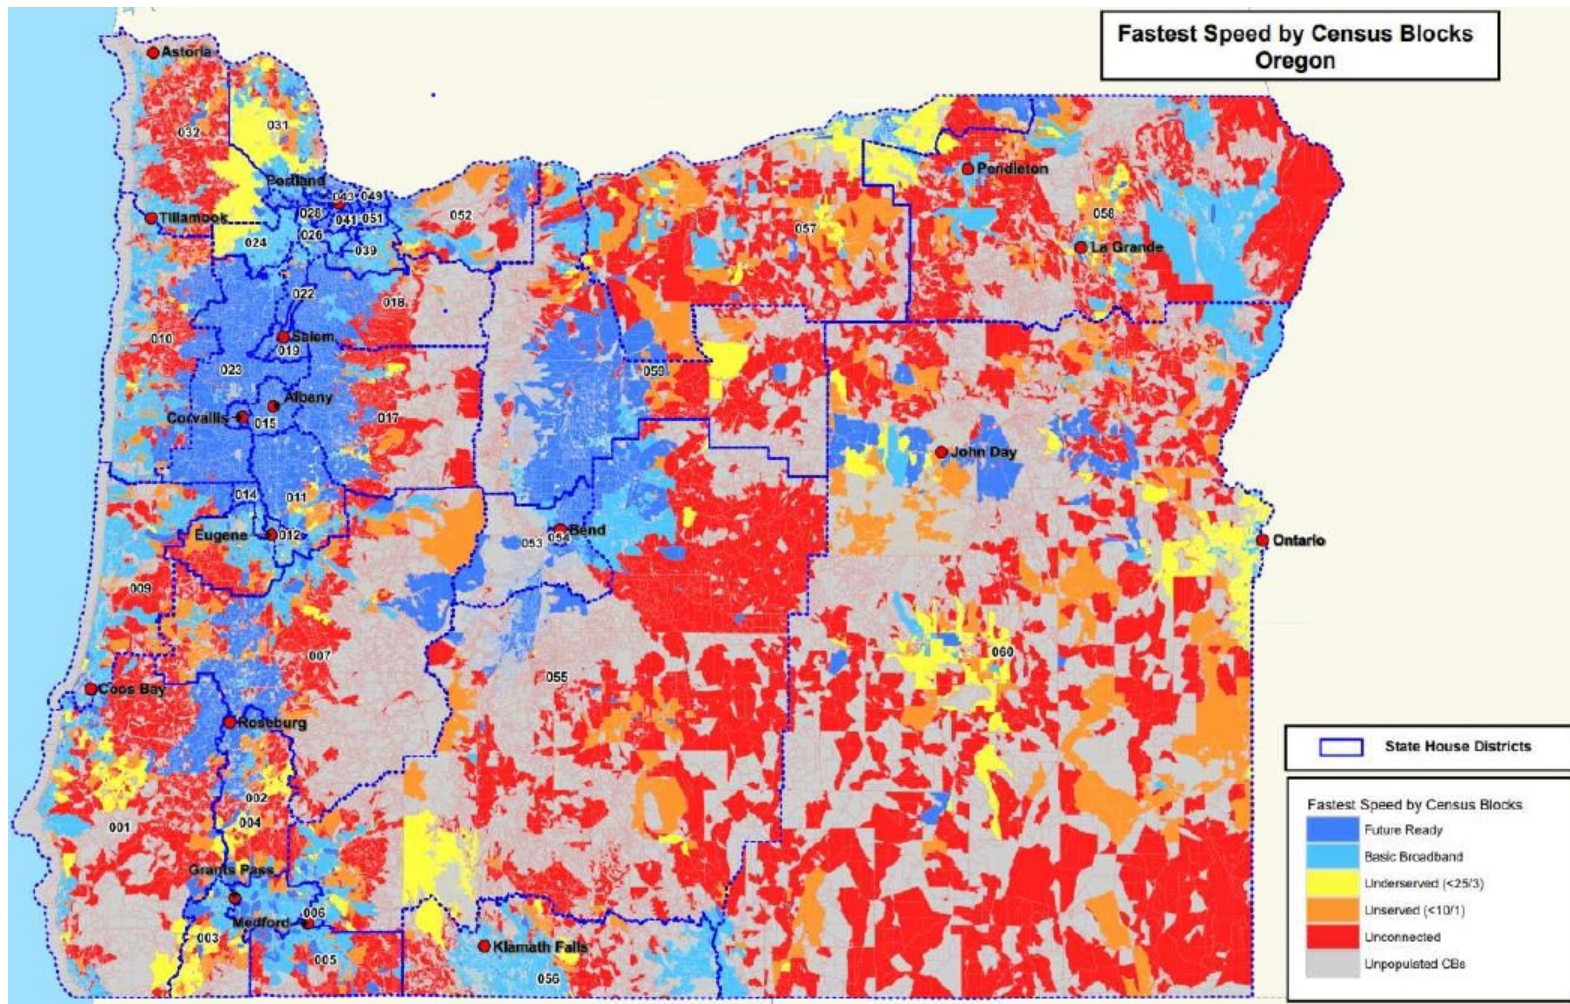 Fastest Speed by Census Blocks
Oregon
Astoria
032
031
Portland
043
049
028
041
051
052
Tillamook
024
026
039
Pendleton
058
057
La Grande
022
018
010
Salem
019
023
059
Albany
Corvallis
015
017
John Day
014
011
Eugene
012
053
054
Bend
Ontario
009
007
060
055
Coos Bay
Roseburg
002
004
001
Grants Pass
Medford
006
003
005
Klamath Falls
056
State House Districts
Fastest Speed by Census Blocks
Future Ready
Basic Broadband
Underserved (<25/3)
Unserved (<10/1)
Unconnected
Unpopulated CBs